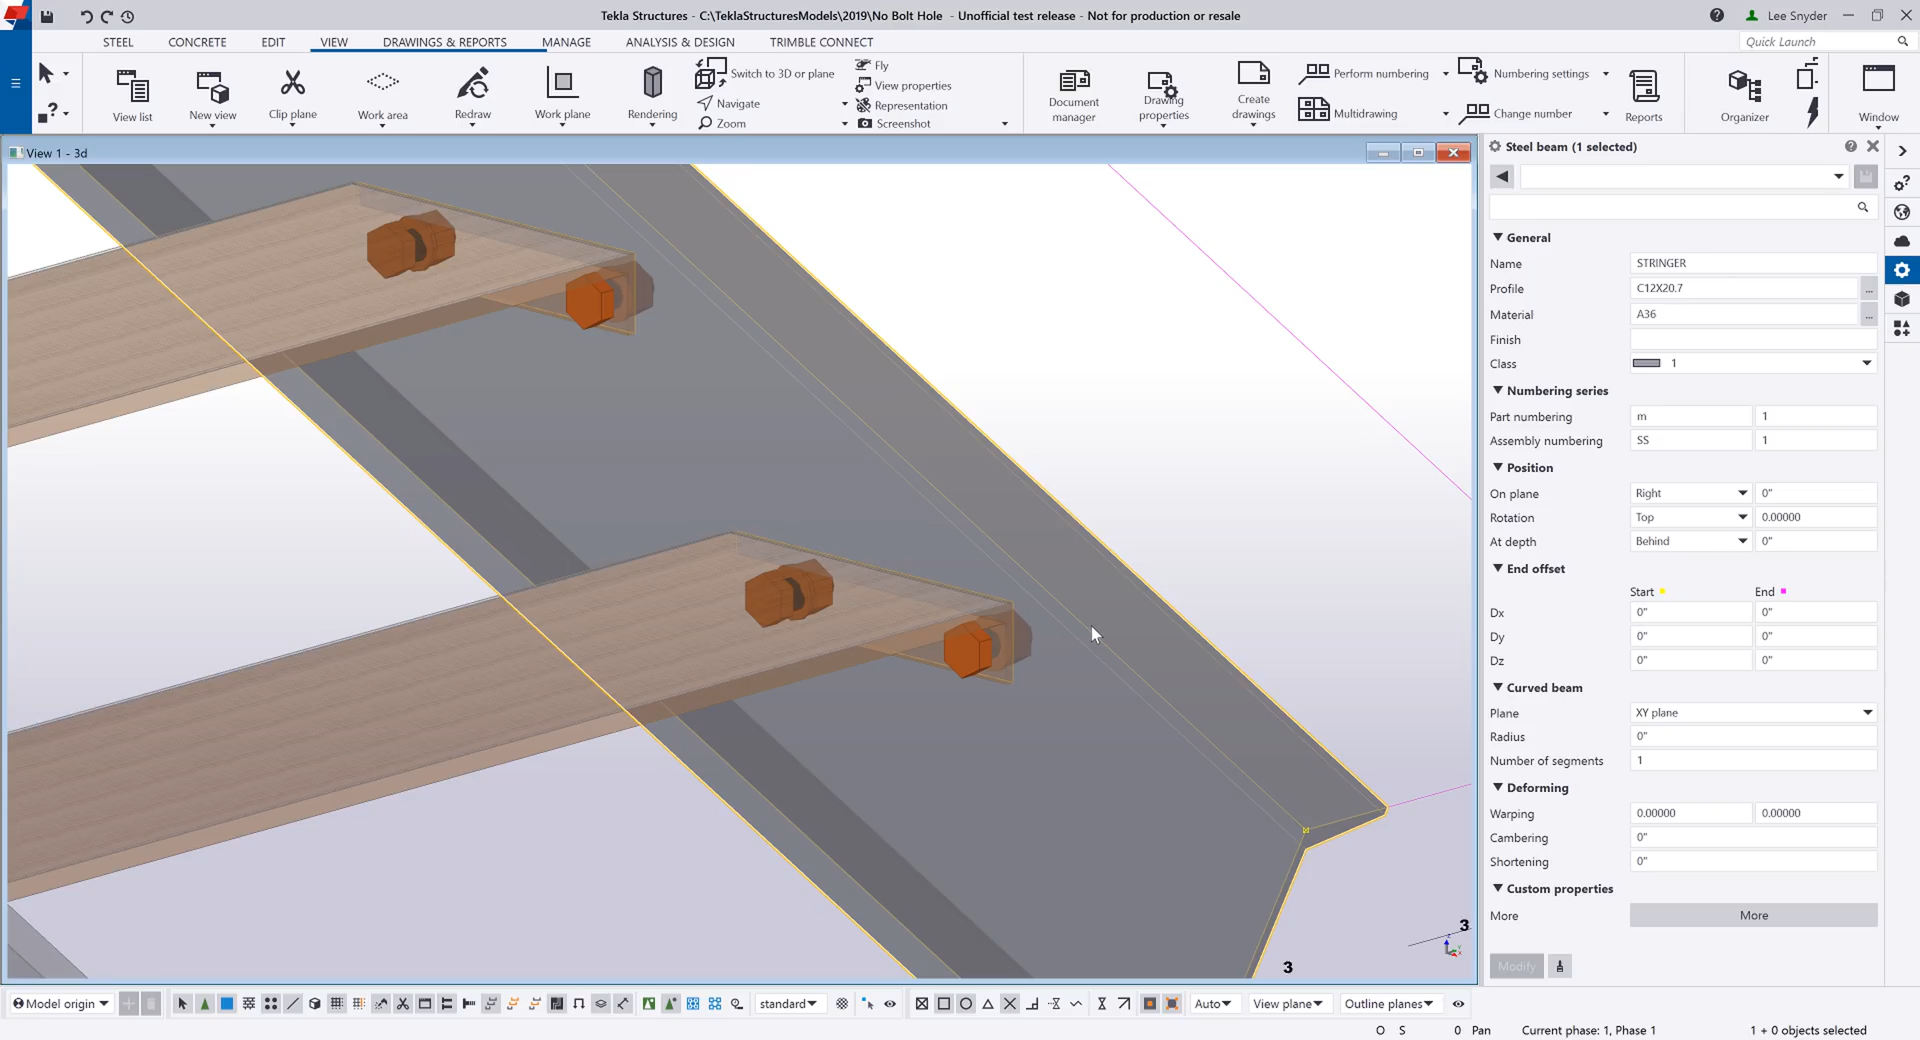 Tekla Structures - C:\TeklaStructuresModels\2019\No Bolt Hole - Unofficial test release - Not for production or resale
Lee Snyder
STEEL CONCRETE EDIT VIEW DRAWINGS & REPORTS MANAGE ANALYSIS & DESIGN TRIMBLE CONNECT
Quick Launch
View list
New view
Clip plane
Work area
Redraw
Work plane
Rendering
Switch to 3D or plane
Navigate
Zoom
Fly
View properties
Representation
Screenshot
Document manager
Drawing properties
Create drawings
Perform numbering
Multidrawing
Numbering settings
Change number
Reports
Organizer
Window
View 1 - 3d
3
3
Steel beam (1 selected)
General
Name STRINGER
Profile C12X20.7 ...
Material A36 ...
Finish
Class 1
Numbering series
Part numbering m 1
Assembly numbering SS 1
Position
On plane Right 0"
Rotation Top 0.00000
At depth Behind 0"
End offset
Start End
Dx 0" 0"
Dy 0" 0"
Dz 0" 0"
Curved beam
Plane XY plane
Radius 0"
Number of segments 1
Deforming
Warping 0.00000 0.00000
Cambering 0"
Shortening 0"
Custom properties
More More
Modify
Model origin standard Auto View plane Outline planes
O S 0 Pan Current phase: 1, Phase 1 1 + 0 objects selected